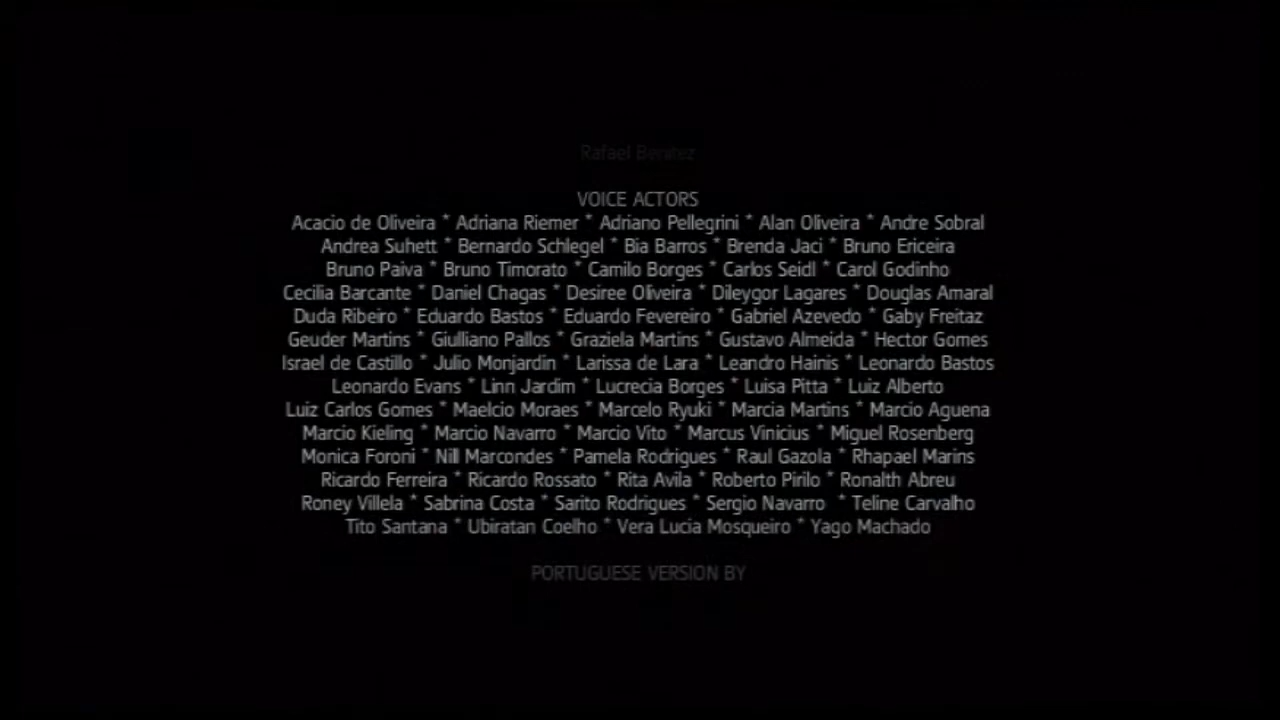 Rafael Benitez
VOICE ACTORS
Acacio de Oliveira * Adriana Riemer * Adriano Pellegrini * Alan Oliveira * Andre Sobral
Andrea Suhett * Bernardo Schlegel * Bia Barros * Brenda Jaci * Bruno Ericeira
Bruno Paiva * Bruno Timorato * Camilo Borges * Carlos Seidl * Carol Godinho
Cecilia Barcante * Daniel Chagas * Desiree Oliveira * Dileygor Lagares * Douglas Amaral
Duda Ribeiro * Eduardo Bastos * Eduardo Fevereiro * Gabriel Azevedo * Gaby Freitaz
Geuder Martins * Giulliano Pallos * Graziela Martins * Gustavo Almeida * Hector Gomes
Israel de Castillo * Julio Monjardin * Larissa de Lara * Leandro Hainis * Leonardo Bastos
Leonardo Evans * Linn Jardim * Lucrecia Borges * Luisa Pitta * Luiz Alberto
Luiz Carlos Gomes * Maelcio Moraes * Marcelo Ryuki * Marcia Martins * Marcio Aguena
Marcio Kieling * Marcio Navarro * Marcio Vito * Marcus Vinicius * Miguel Rosenberg
Monica Foroni * Nill Marcondes * Pamela Rodrigues * Raul Gazola * Rhapael Marins
Ricardo Ferreira * Ricardo Rossato * Rita Avila * Roberto Pirilo * Ronalth Abreu
Roney Villela * Sabrina Costa * Sarito Rodrigues * Sergio Navarro * Teline Carvalho
Tito Santana * Ubiratan Coelho * Vera Lucia Mosqueiro * Yago Machado
PORTUGUESE VERSION BY